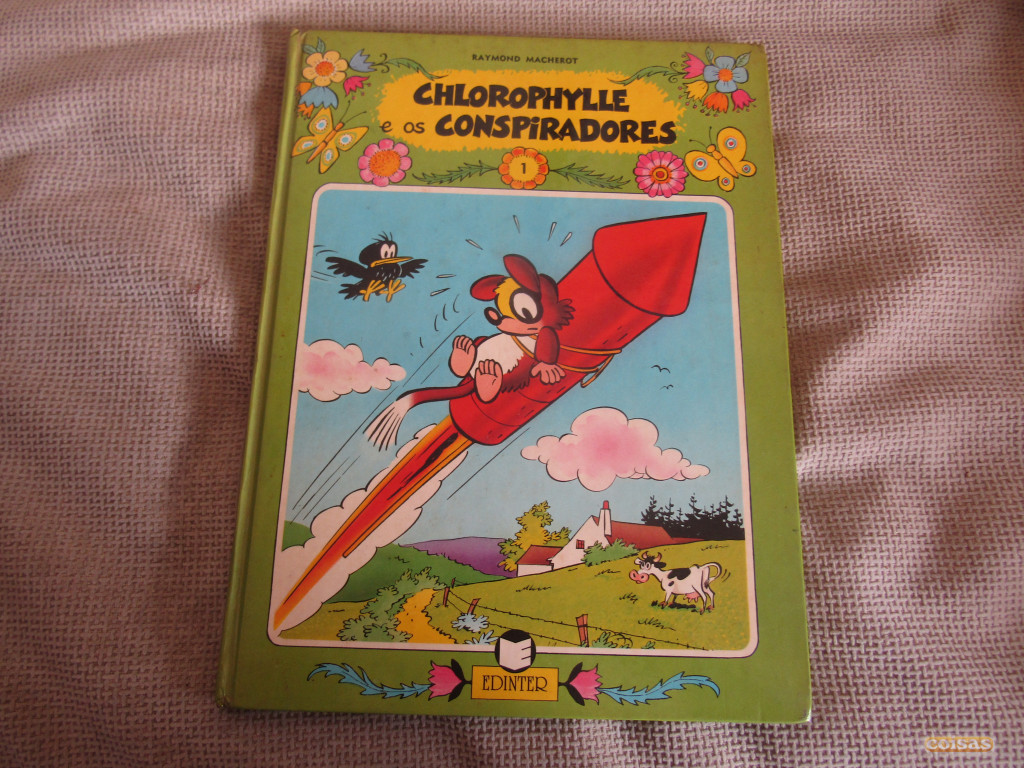 RAYMOND MACHEROT
CHLOROPHYLLE
e os CONSPIRADORES
1
E
EDINTER
coisas